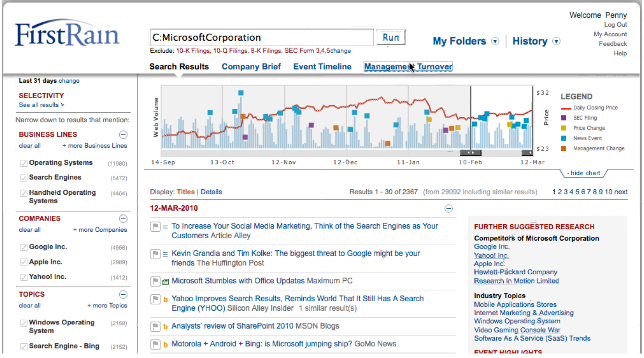 FirstRain
C:MicrosoftCorporation
Run
Exclude: 10-K Filings, 10-Q Filings, 8-K Filings, SEC Form 3,4,5change
My Folders
History
Welcome Penny
Log Out
My Account
Feedback
Help
Search Results
Company Brief
Event Timeline
Management Turnover
Last 31 days change
SELECTIVITY
See all results >
Narrow down to results that mention:
BUSINESS LINES
clear all
+ more Business Lines
Operating Systems (11980)
Search Engines (5472)
Handheld Operating Systems (4404)
COMPANIES
clear all
+ more Companies
Google Inc. (4866)
Apple Inc. (2989)
Yahoo! Inc. (1412)
TOPICS
clear all
+ more Topics
Windows Operating System (2158)
Search Engine - Bing (2152)
Web Volume
$32
Price
$23
14-Sep
13-Oct
12-Nov
12-Dec
11-Jan
10-Feb
12-Mar
LEGEND
Daily Closing Price
SEC Filing
Price Change
News Event
Management Change
- hide chart
Display: Titles | Details
Results 1 - 30 of 2367 (from 29092 including similar results)
1 2 3 4 5 6 7 8 9 10 next
12-MAR-2010
To Increase Your Social Media Marketing, Think of the Search Engines as Your
Customers Article Alley
Kevin Grandia and Tim Kolke: The biggest threat to Google might be your
friends The Huffington Post
Microsoft Stumbles with Office Updates Maximum PC
Yahoo Improves Search Results, Reminds World That It Still Has A Search
Engine (YHOO) Silicon Alley Insider 1 similar result(s)
Analysts' review of SharePoint 2010 MSDN Blogs
Motorola + Android + Bing: is Microsoft jumping ship? GoMo News
FURTHER SUGGESTED RESEARCH
Competitors of Microsoft Corporation
Google Inc.
Yahoo! Inc.
Apple Inc.
Hewlett-Packard Company
Research In Motion Limited
Industry Topics
Mobile Applications Stores
Internet Advertising & Marketing
Windows Operating System
Video Gaming Console War
Software As A Service (SaaS) Trends
EVENT HIGHLIGHTS